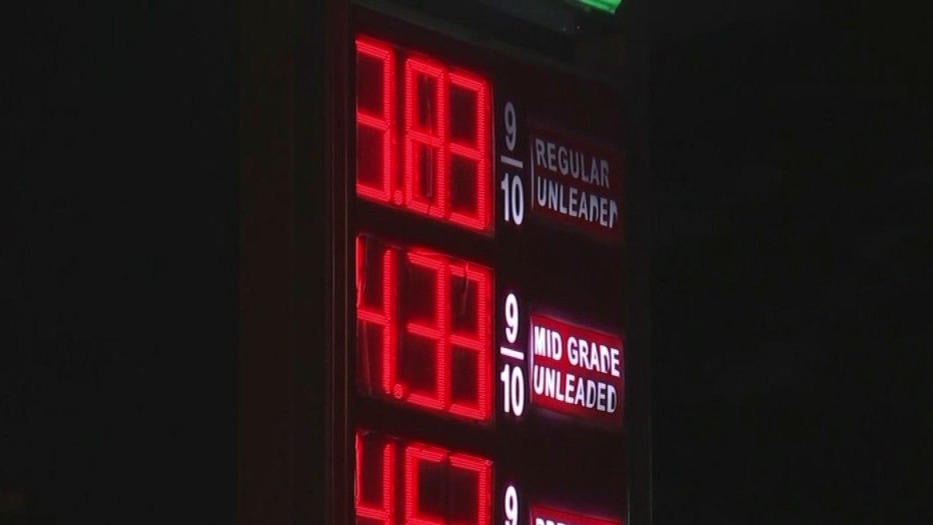 3.83 9/10 REGULAR
UNLEADED
4.33 9/10 MID GRADE
UNLEADED
9